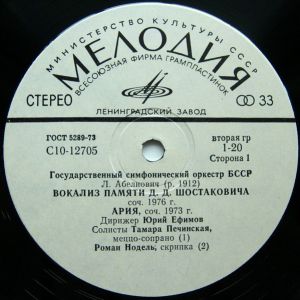 МИНИСТЕРСТВО КУЛЬТУРЫ СССР
МЕЛОДИЯ
ВСЕСОЮЗНАЯ ФИРМА ГРАМПЛАСТИНОК
СТЕРЕО
33
ЛЕНИНГРАДСКИЙ ЗАВОД
ГОСТ 5289-73
вторая гр
С10-12705
1-20
Сторона 1
Государственный симфонический оркестр БССР
Л. Абелиович (р. 1912)
ВОКАЛИЗ ПАМЯТИ Д. Д. ШОСТАКОВИЧА
соч. 1976 г.
АРИЯ, соч. 1973 г.
Дирижер Юрий Ефимов
Солисты Тамара Печинская,
меццо-сопрано (1)
Роман Нодель, скрипка (2)